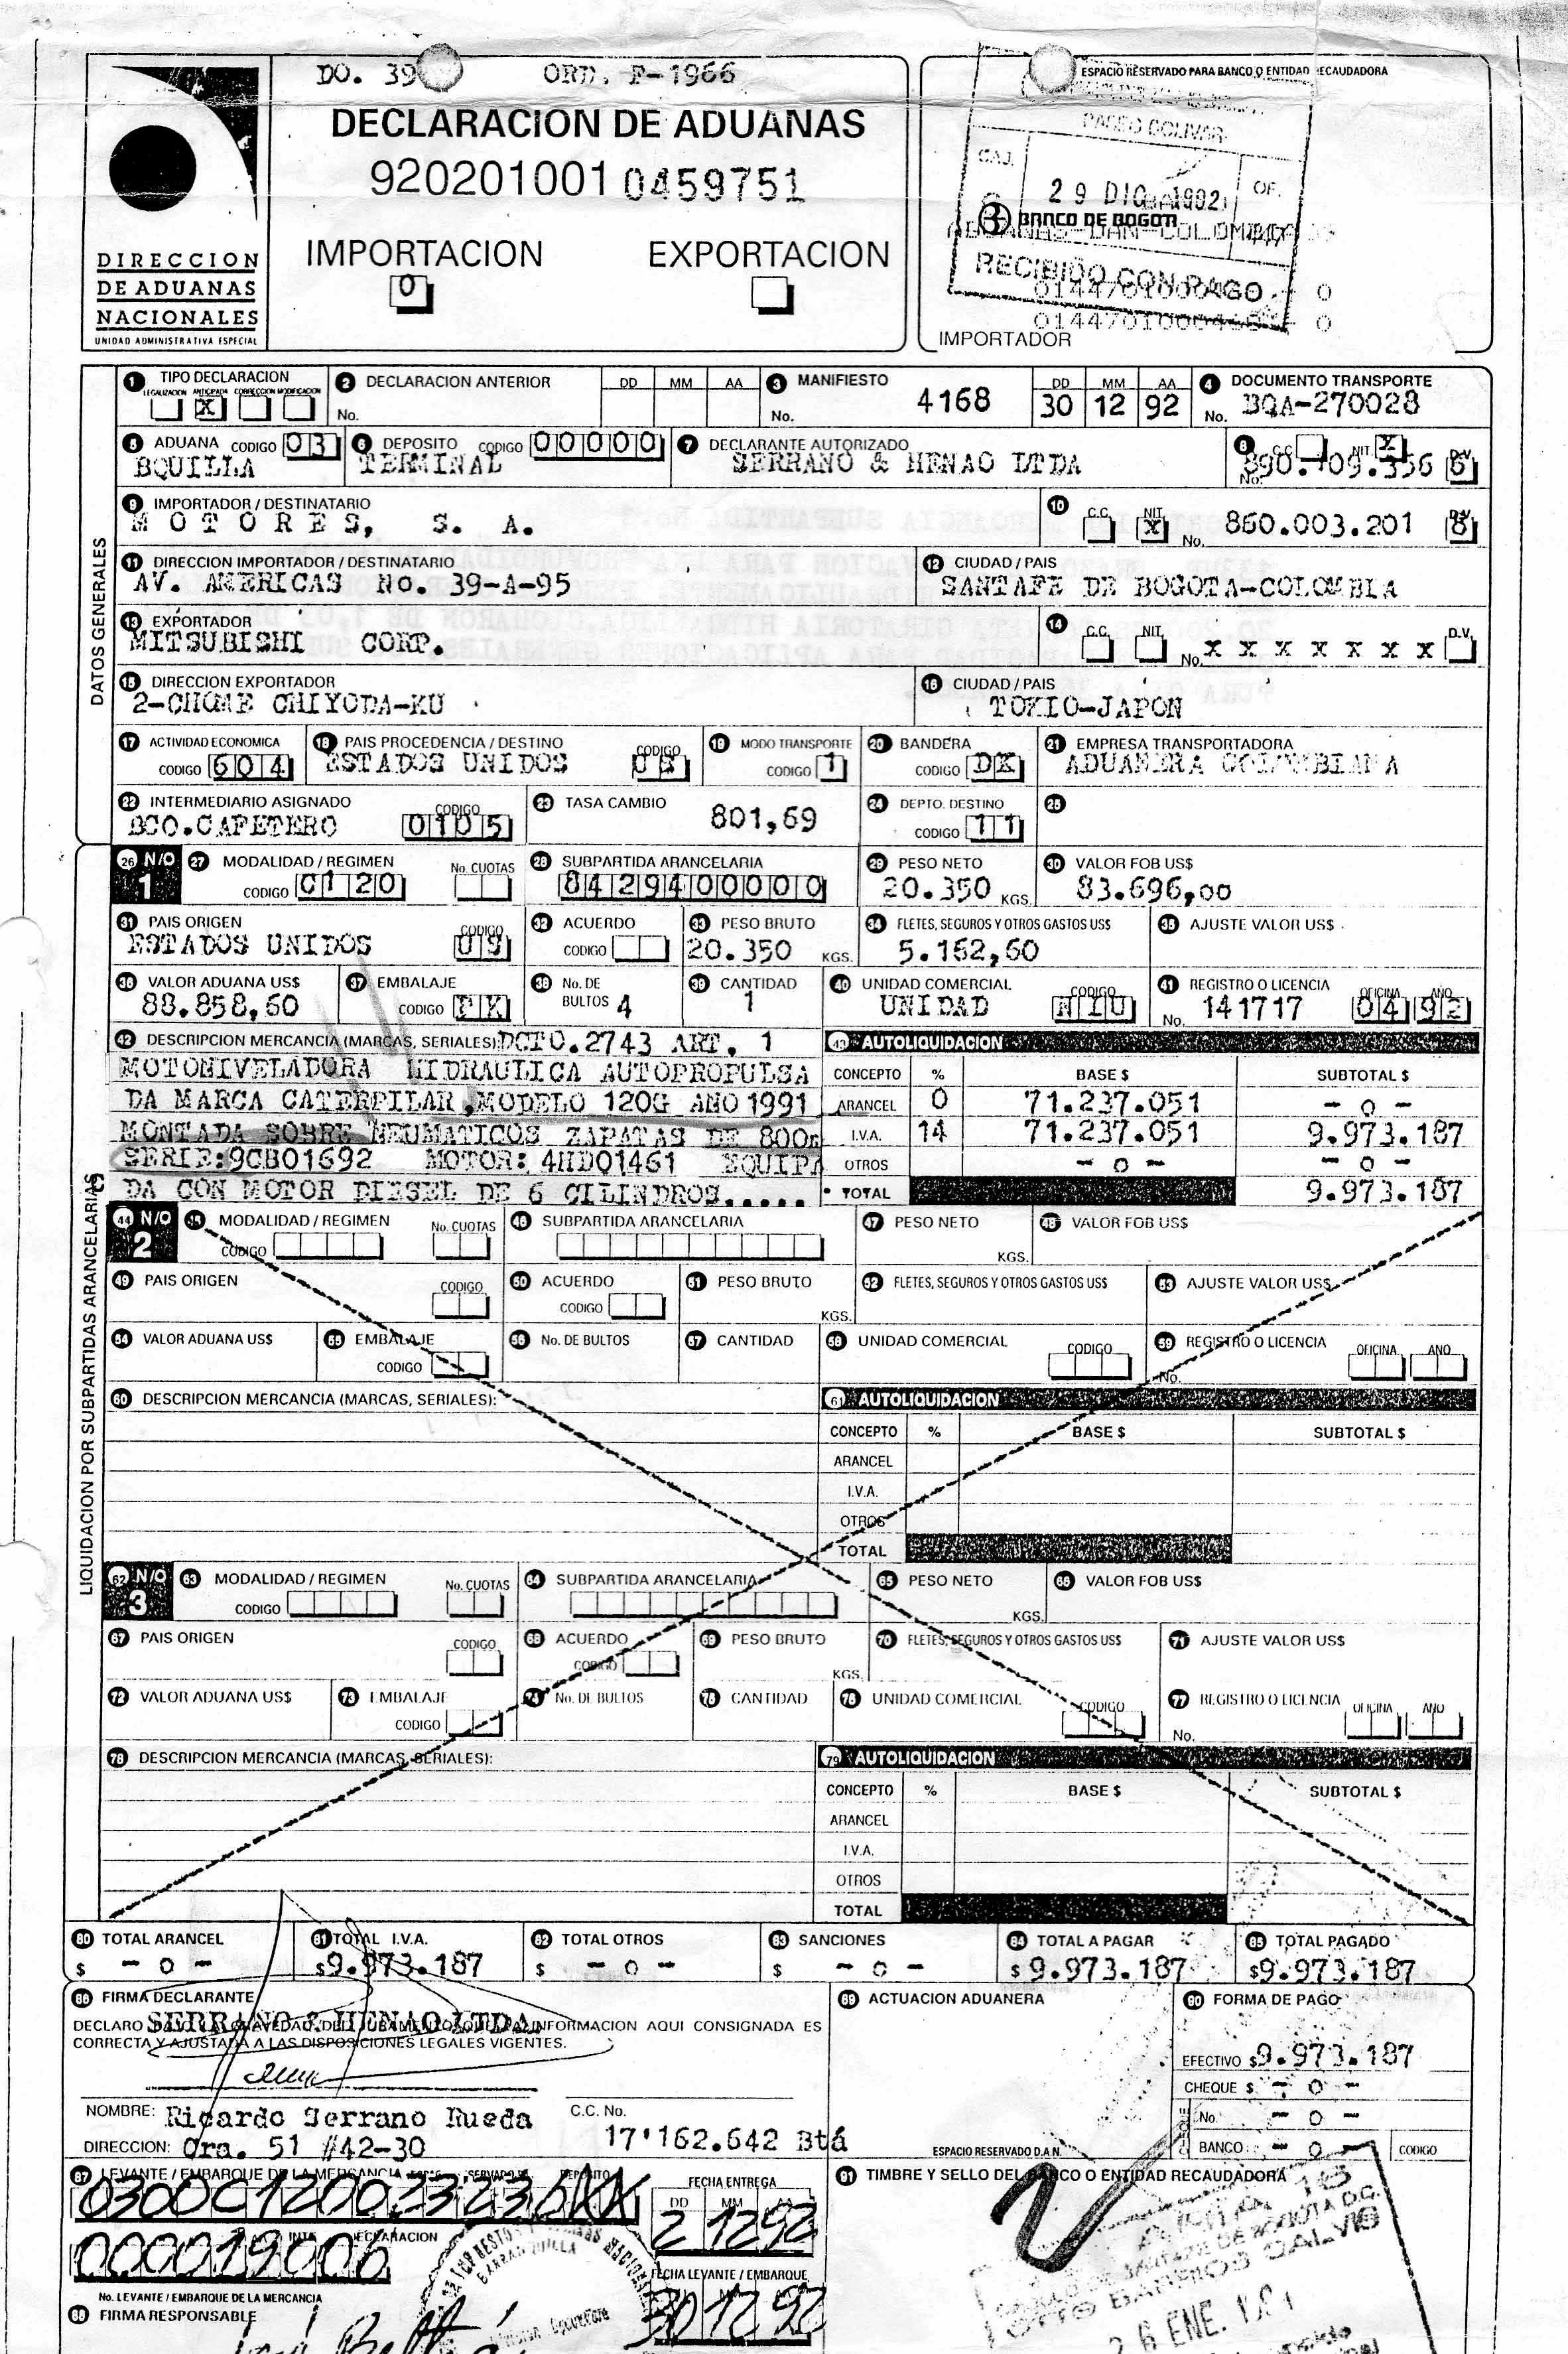 DO. 39 ORD. F-1966
DECLARACION DE ADUANAS
920201001 0459751
IMPORTACION EXPORTACION
0
DIRECCION
DE ADUANAS
NACIONALES
UNIDAD ADMINISTRATIVA ESPECIAL
ESPACIO RESERVADO PARA BANCO O ENTIDAD RECAUDADORA
PASEO BOLIVAR
CAJ. OF.
29 DIC. 1992
BANCO DE BOGOTA
ADUANAS-DAN-COLOMBIA
RECIBIDO CON PAGO
IMPORTADOR
DATOS GENERALES
1 TIPO DECLARACION
LEGALIZACION ANTICIPADA CORRECCION MODIFICACION
X
2 DECLARACION ANTERIOR DD MM AA
No.
3 MANIFIESTO DD MM AA
No. 4168 30 12 92
4 DOCUMENTO TRANSPORTE
No. BQA-270028
5 ADUANA CODIGO 03
BQUILLA
6 DEPOSITO CODIGO 00000
TERMINAL
7 DECLARANTE AUTORIZADO
SERRANO & HENAO LTDA
8 C.C. NIT. X D.V.
No. 890.109.356 6
9 IMPORTADOR / DESTINATARIO
M O T O R E S, S. A.
10 C.C. NIT. X No. 860.003.201 D.V. 8
11 DIRECCION IMPORTADOR / DESTINATARIO
AV. AMERICAS No. 39-A-95
12 CIUDAD / PAIS
SANTAFE DE BOGOTA-COLOMBIA
13 EXPORTADOR
MITSUBISHI CORP.
14 C.C. NIT. No. X X X X X X X D.V.
15 DIRECCION EXPORTADOR
2-CHOME CHIYODA-KU
16 CIUDAD / PAIS
TOKIO-JAPON
17 ACTIVIDAD ECONOMICA
CODIGO 604
18 PAIS PROCEDENCIA / DESTINO CODIGO
ESTADOS UNIDOS US
19 MODO TRANSPORTE
CODIGO 1
20 BANDERA
CODIGO DK
21 EMPRESA TRANSPORTADORA
ADUANERA COLOMBIANA
22 INTERMEDIARIO ASIGNADO CODIGO
BCO.CAFETERO 0105
23 TASA CAMBIO 801,69
24 DEPTO. DESTINO
CODIGO 11
25
LIQUIDACION POR SUBPARTIDAS ARANCELARIAS
26 N/O
1
27 MODALIDAD / REGIMEN No. CUOTAS
CODIGO C120
28 SUBPARTIDA ARANCELARIA
8429400000
29 PESO NETO
20.350 KGS.
30 VALOR FOB US$
83.696,00
31 PAIS ORIGEN CODIGO
ESTADOS UNIDOS US
32 ACUERDO
CODIGO
33 PESO BRUTO
20.350 KGS.
34 FLETES, SEGUROS Y OTROS GASTOS US$
5.162,60
35 AJUSTE VALOR US$
36 VALOR ADUANA US$
88.858,60
37 EMBALAJE
CODIGO PK
38 No. DE
BULTOS 4
39 CANTIDAD
1
40 UNIDAD COMERCIAL CODIGO
UNIDAD NIU
41 REGISTRO O LICENCIA OFICINA AÑO
No. 141717 04 92
42 DESCRIPCION MERCANCIA (MARCAS, SERIALES) DCTO.2743 ART. 1
MOTONIVELADORA HIDRAULICA AUTOPROPULSA
DA MARCA CATERPILAR,MODELO 120G AÑO 1991
MONTADA SOBRE NEUMATICOS ZAPATAS DE 800m
SERIE:9CB01692 MOTOR: 4HD01461 EQUIPA
DA CON MOTOR DIESEL DE 6 CILINDROS.....
43 AUTOLIQUIDACION
CONCEPTO % BASE $ SUBTOTAL $
ARANCEL 0 71.237.051 - 0 -
I.V.A. 14 71.237.051 9.973.187
OTROS - 0 - - 0 -
TOTAL 9.973.187
44 N/O
2
45 MODALIDAD / REGIMEN No. CUOTAS
CODIGO
46 SUBPARTIDA ARANCELARIA
47 PESO NETO
KGS.
48 VALOR FOB US$
49 PAIS ORIGEN CODIGO
50 ACUERDO
CODIGO
51 PESO BRUTO
KGS.
52 FLETES, SEGUROS Y OTROS GASTOS US$
53 AJUSTE VALOR US$
54 VALOR ADUANA US$
55 EMBALAJE
CODIGO
56 No. DE BULTOS
57 CANTIDAD
58 UNIDAD COMERCIAL CODIGO
59 REGISTRO O LICENCIA OFICINA AÑO
No.
60 DESCRIPCION MERCANCIA (MARCAS, SERIALES):
61 AUTOLIQUIDACION
CONCEPTO % BASE $ SUBTOTAL $
ARANCEL
I.V.A.
OTROS
TOTAL
62 N/O
3
63 MODALIDAD / REGIMEN No. CUOTAS
CODIGO
64 SUBPARTIDA ARANCELARIA
65 PESO NETO
KGS.
66 VALOR FOB US$
67 PAIS ORIGEN CODIGO
68 ACUERDO
CODIGO
69 PESO BRUTO
KGS.
70 FLETES, SEGUROS Y OTROS GASTOS US$
71 AJUSTE VALOR US$
72 VALOR ADUANA US$
73 EMBALAJE
CODIGO
74 No. DE BULTOS
75 CANTIDAD
76 UNIDAD COMERCIAL CODIGO
77 REGISTRO O LICENCIA OFICINA AÑO
No.
78 DESCRIPCION MERCANCIA (MARCAS, SERIALES):
79 AUTOLIQUIDACION
CONCEPTO % BASE $ SUBTOTAL $
ARANCEL
I.V.A.
OTROS
TOTAL
80 TOTAL ARANCEL
$ - 0 -
81 TOTAL I.V.A.
$9.973.187
82 TOTAL OTROS
$ - 0 -
83 SANCIONES
$ - 0 -
84 TOTAL A PAGAR
$ 9.973.187
85 TOTAL PAGADO
$9.973.187
86 FIRMA DECLARANTE
SERRANO & HENAO LTDA.
DECLARO BAJO LA GRAVEDAD DEL JURAMENTO QUE LA INFORMACION AQUI CONSIGNADA ES
CORRECTA Y AJUSTADA A LAS DISPOSICIONES LEGALES VIGENTES.
NOMBRE: Ricardo Serrano Rueda C.C. No.
17'162.642 Btá
DIRECCION: Cra. 51 #42-30
89 ACTUACION ADUANERA
ESPACIO RESERVADO D.A.N.
90 FORMA DE PAGO
EFECTIVO $9.973.187
CHEQUE $ - 0 -
No. - 0 -
BANCO - 0 - CODIGO
87 LEVANTE / EMBARQUE DE LA MERCANCIA
FECHA ENTREGA
DD MM AA
2 12 92
000019006
No. LEVANTE / EMBARQUE DE LA MERCANCIA
FECHA LEVANTE / EMBARQUE
30 12 92
88 FIRMA RESPONSABLE
BARRANQUILLA
91 TIMBRE Y SELLO DEL BANCO O ENTIDAD RECAUDADORA
26 ENE.